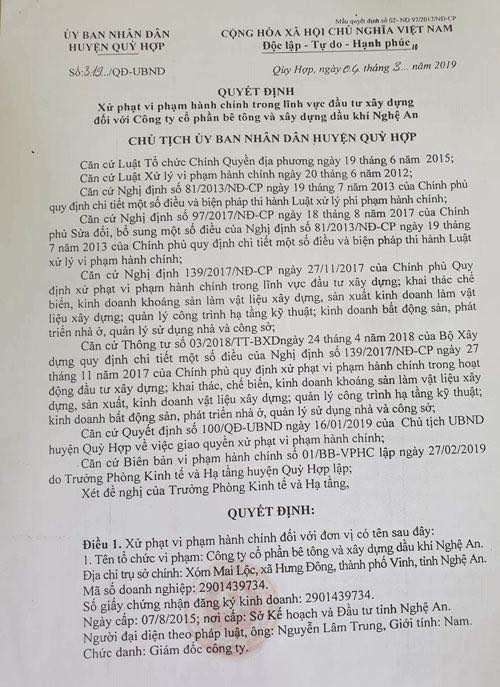 Mẫu quyết định số 02- NĐ 97/2017/NĐ-CP
ỦY BAN NHÂN DÂN
HUYỆN QUỲ HỢP
CỘNG HÒA XÃ HỘI CHỦ NGHĨA VIỆT NAM
Độc lập - Tự do - Hạnh phúc
Số:319../QĐ-UBND
Quỳ Hợp, ngày 04 tháng 3... năm 2019
QUYẾT ĐỊNH
Xử phạt vi phạm hành chính trong lĩnh vực đầu tư xây dựng
đối với Công ty cổ phần bê tông và xây dựng dầu khí Nghệ An
CHỦ TỊCH ỦY BAN NHÂN DÂN HUYỆN QUỲ HỢP
Căn cứ Luật Tổ chức Chính Quyền địa phương ngày 19 tháng 6 năm 2015;
Căn cứ Luật Xử lý vi phạm hành chính ngày 20 tháng 6 năm 2012;
Căn cứ Nghị định số 81/2013/NĐ-CP ngày 19 tháng 7 năm 2013 của Chính phủ
quy định chi tiết một số điều và biện pháp thi hành Luật xử lý phi phạm hành chính;
Căn cứ Nghị định số 97/2017/NĐ-CP ngày 18 tháng 8 năm 2017 của Chính
phủ Sửa đổi, bổ sung một số điều của Nghị định số 81/2013/NĐ-CP ngày 19 tháng
7 năm 2013 của Chính phủ quy định chi tiết một số điều và biện pháp thi hành Luật
xử lý vi phạm hành chính;
Căn cứ Nghị định 139/2017/NĐ-CP ngày 27/11/2017 của Chính phủ Quy
định xử phạt vi phạm hành chính trong lĩnh vực đầu tư xây dựng; khai thác chế
biến, kinh doanh khoáng sản làm vật liệu xây dựng, sản xuất kinh doanh làm vật
liệu xây dựng; quản lý công trình hạ tầng kỹ thuật; kinh doanh bất động sản, phát
triển nhà ở, quản lý sử dụng nhà và công sở;
Căn cứ Thông tư số 03/2018/TT-BXDngày 24 tháng 4 năm 2018 của Bộ Xây
dựng quy định chi tiết một số điều của Nghị định số 139/2017/NĐ-CP ngày 27
tháng 11 năm 2017 của Chính phủ quy định xử phạt vi phạm hành chính trong hoạt
động đầu tư xây dựng; khai thác, chế biến, kinh doanh khoáng sản làm vật liệu xây
dựng, sản xuất, kinh doanh vật liệu xây dựng; quản lý công trình hạ tầng kỹ thuật;
kinh doanh bất động sản, phát triển nhà ở, quản lý sử dụng nhà và công sở;
Căn cứ Quyết định số 100/QĐ-UBND ngày 16/01/2019 của Chủ tịch UBND
huyện Quỳ Hợp về việc giao quyền xử phạt vi phạm hành chính;
Căn cứ Biên bản vi phạm hành chính số 01/BB-VPHC lập ngày 27/02/2019
do Trưởng Phòng Kinh tế và Hạ tầng huyện Quỳ Hợp lập;
Xét đề nghị của Trưởng Phòng Kinh tế và Hạ tầng,
QUYẾT ĐỊNH:
Điều 1. Xử phạt vi phạm hành chính đối với đơn vị có tên sau đây:
1. Tên tổ chức vi phạm: Công ty cổ phần bê tông và xây dựng dầu khí Nghệ An.
Địa chỉ trụ sở chính: Xóm Mai Lộc, xã Hưng Đông, thành phố Vinh, tỉnh Nghệ An.
Mã số doanh nghiệp: 2901439734.
Số giấy chứng nhận đăng ký kinh doanh: 2901439734.
Ngày cấp: 07/8/2015; nơi cấp: Sở Kế hoạch và Đầu tư tỉnh Nghệ An.
Người đại diện theo pháp luật, ông: Nguyễn Lâm Trung, Giới tính: Nam.
Chức danh: Giám đốc công ty.